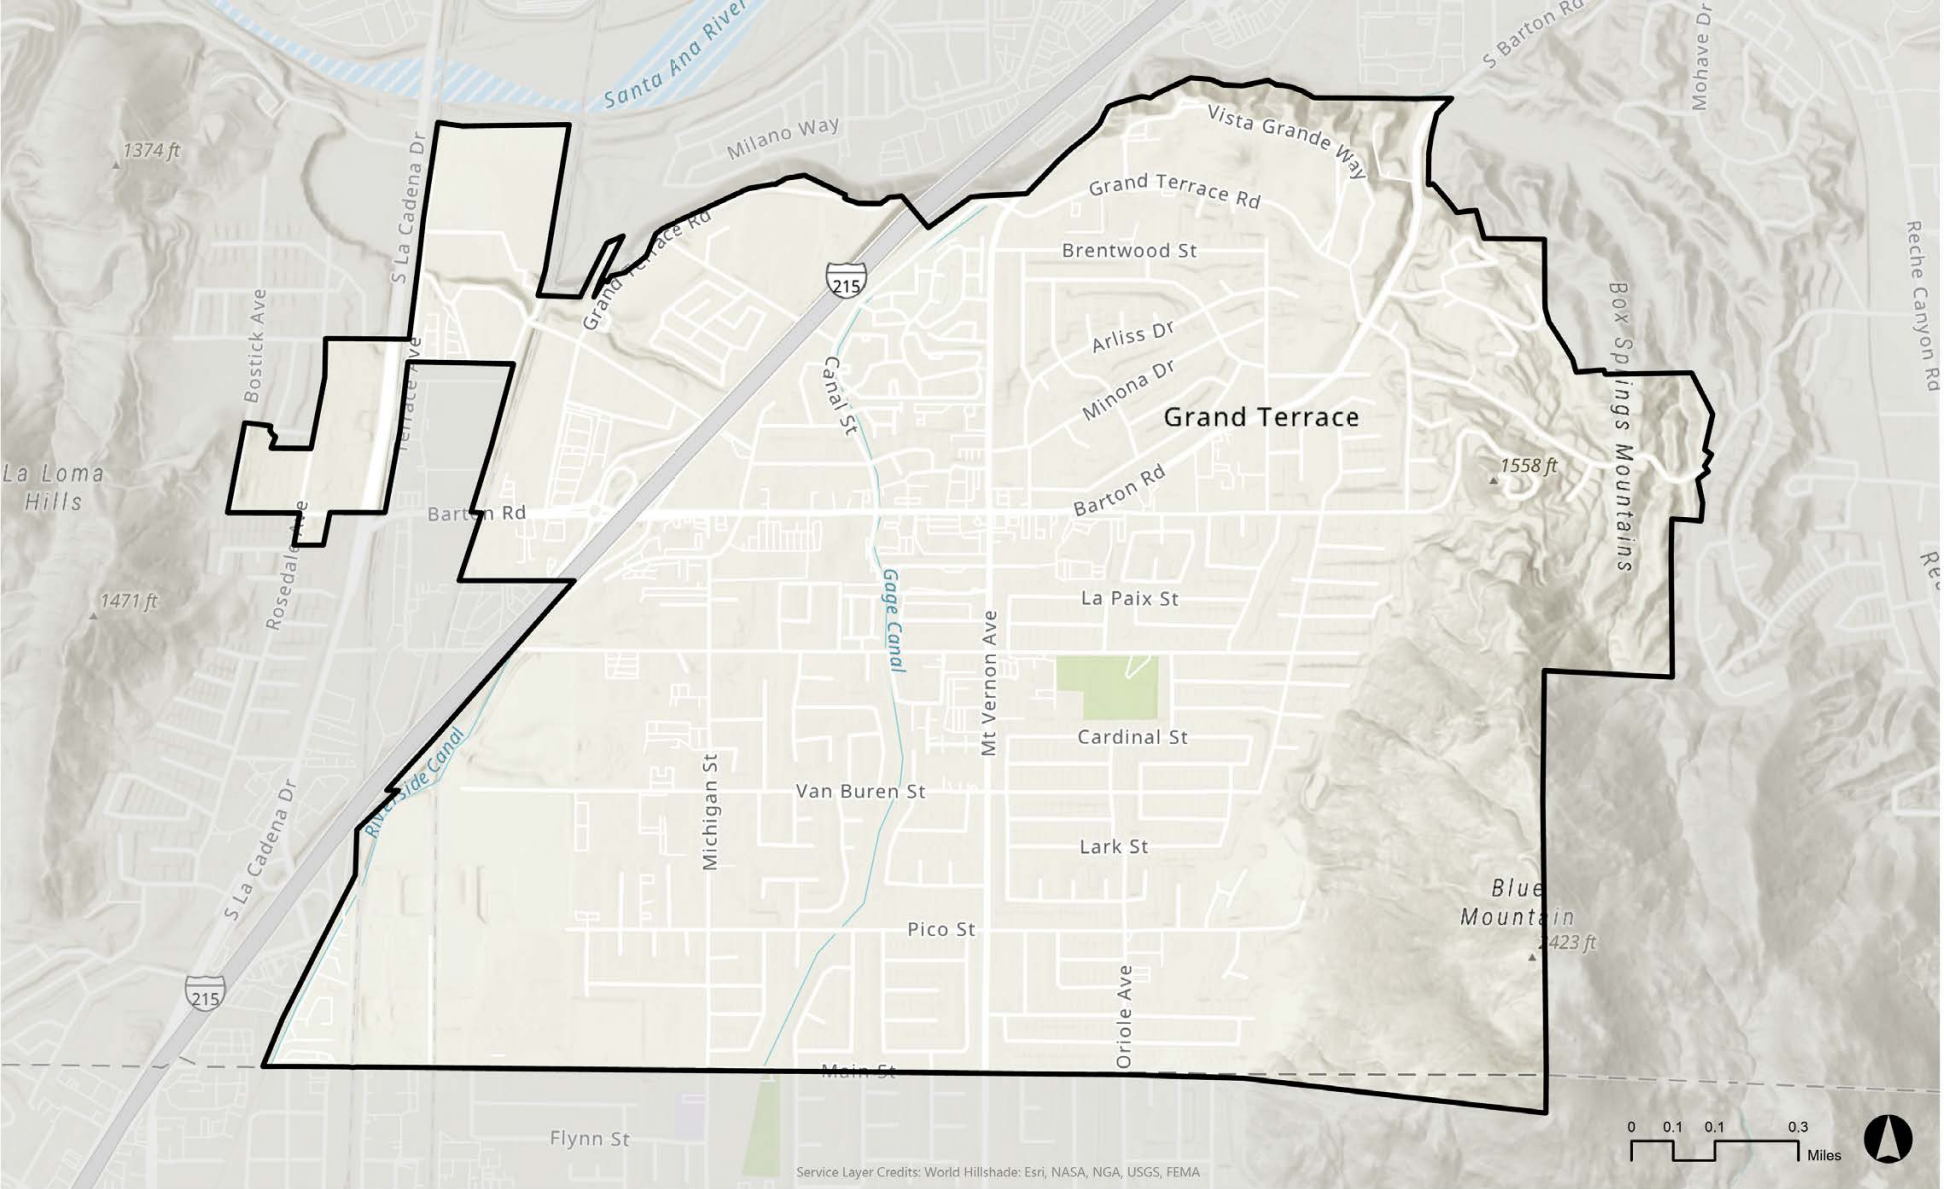 S Barton Rd
Mohave Dr
Santa Ana River
Milano Way
Vista Grande Way
1374 ft
S La Cadena Dr
Grand Terrace Rd
Grand Terrace Rd
Brentwood St
215
Reche Canyon Rd
Bostick Ave
Terrace Ave
Box Springs Mountains
Arliss Dr
Minona Dr
Canal St
Grand Terrace
La Loma
Hills
1558 ft
Barton Rd
Barton Rd
Rosedale Ave
1471 ft
Gage Canal
La Paix St
Mt Vernon Ave
Riverside Canal
Cardinal St
Michigan St
Van Buren St
S La Cadena Dr
Lark St
Blue
Mountain
2423 ft
Pico St
Oriole Ave
215
Main St
Flynn St
0 0.1 0.1 0.3
Miles
Service Layer Credits: World Hillshade: Esri, NASA, NGA, USGS, FEMA